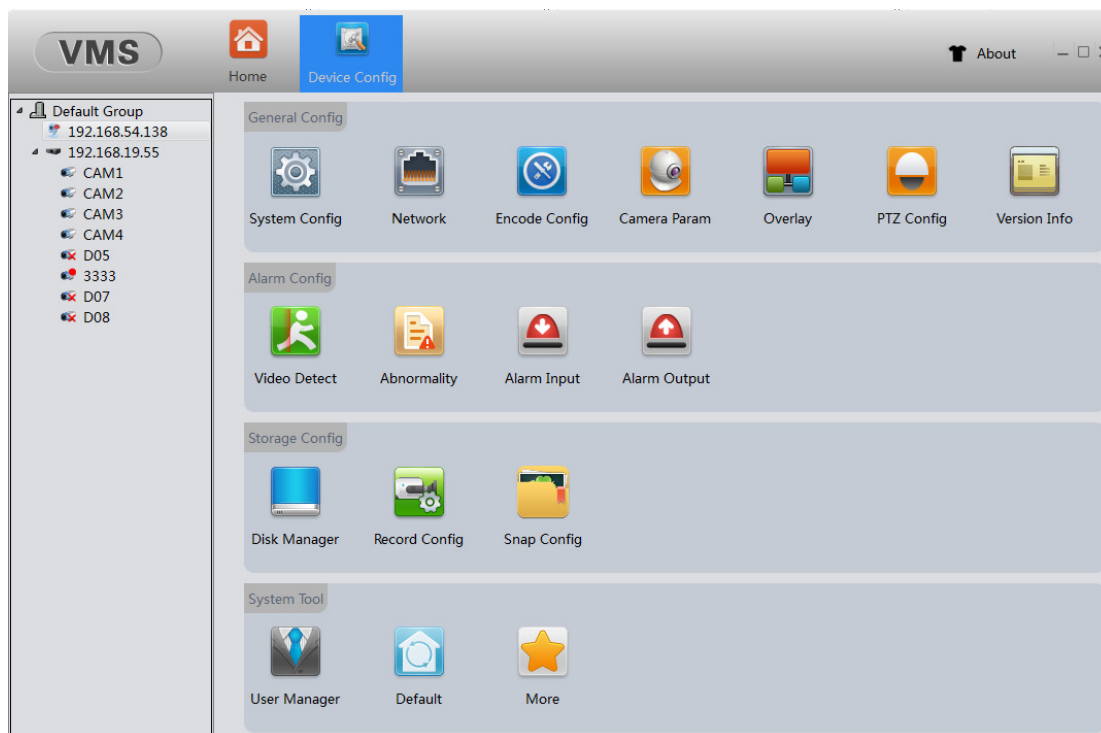 VMS
Home
Device Config
About
Default Group
192.168.54.138
192.168.19.55
CAM1
CAM2
CAM3
CAM4
D05
3333
D07
D08
General Config
System Config Network Encode Config Camera Param Overlay PTZ Config Version Info
Alarm Config
Video Detect Abnormality Alarm Input Alarm Output
Storage Config
Disk Manager Record Config Snap Config
System Tool
User Manager Default More